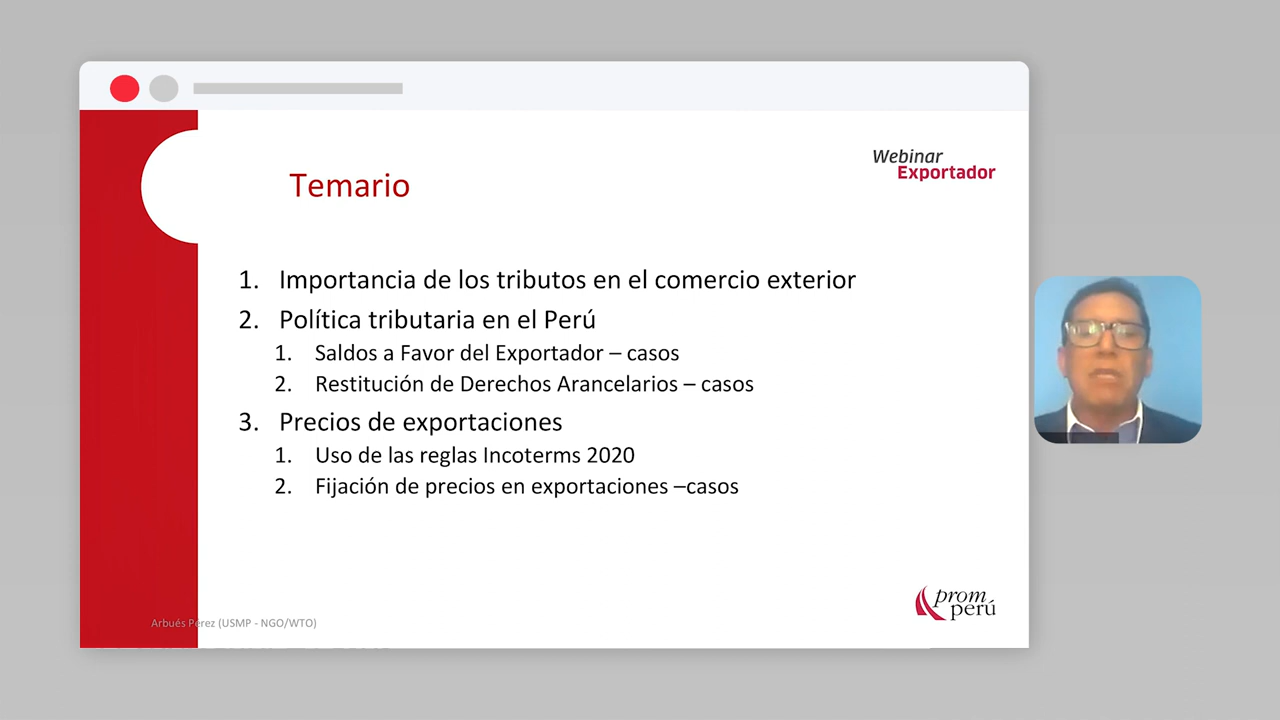 Webinar
Exportador
Temario
1. Importancia de los tributos en el comercio exterior
2. Política tributaria en el Perú
1. Saldos a Favor del Exportador – casos
2. Restitución de Derechos Arancelarios – casos
3. Precios de exportaciones
1. Uso de las reglas Incoterms 2020
2. Fijación de precios en exportaciones –casos
prom
perú
Arbués Pérez (USMP - NGO/WTO)